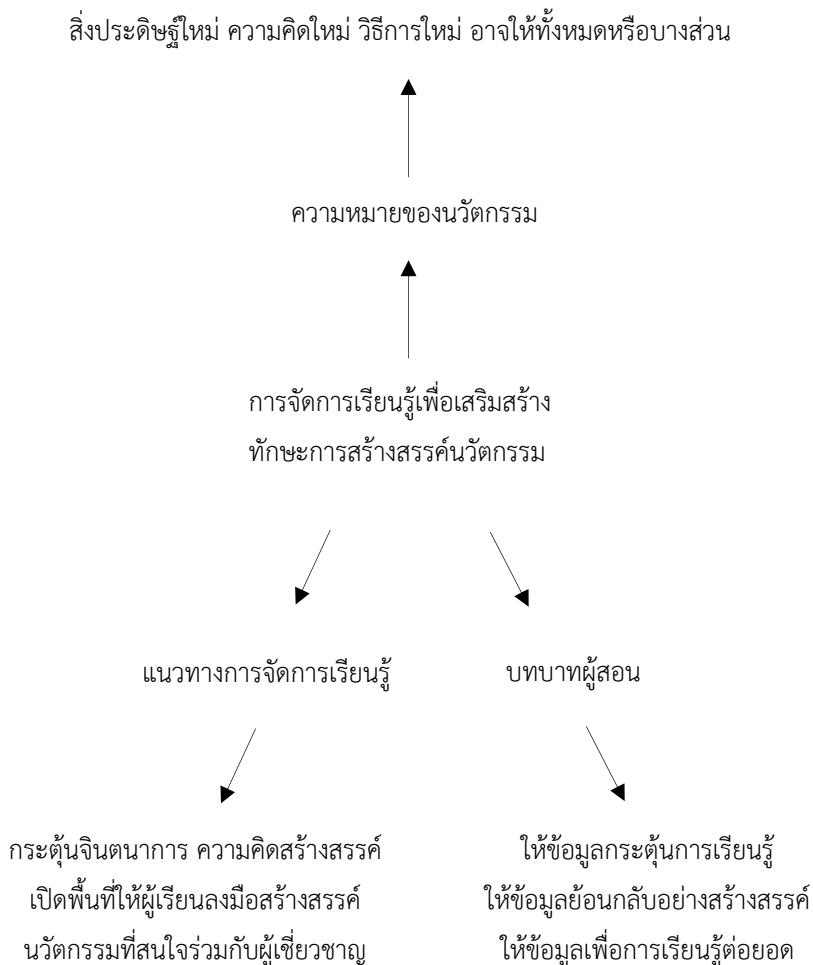 สิ่งประดิษฐ์ใหม่ ความคิดใหม่ วิธีการใหม่ อาจให้ทั้งหมดหรือบางส่วน
ความหมายของนวัตกรรม
การจัดการเรียนรู้เพื่อเสริมสร้าง
ทักษะการสร้างสรรค์นวัตกรรม
แนวทางการจัดการเรียนรู้
บทบาทผู้สอน
กระตุ้นจินตนาการ ความคิดสร้างสรรค์
เปิดพื้นที่ให้ผู้เรียนลงมือสร้างสรรค์
นวัตกรรมที่สนใจร่วมกับผู้เชี่ยวชาญ
ให้ข้อมูลกระตุ้นการเรียนรู้
ให้ข้อมูลย้อนกลับอย่างสร้างสรรค์
ให้ข้อมูลเพื่อการเรียนรู้ต่อยอด